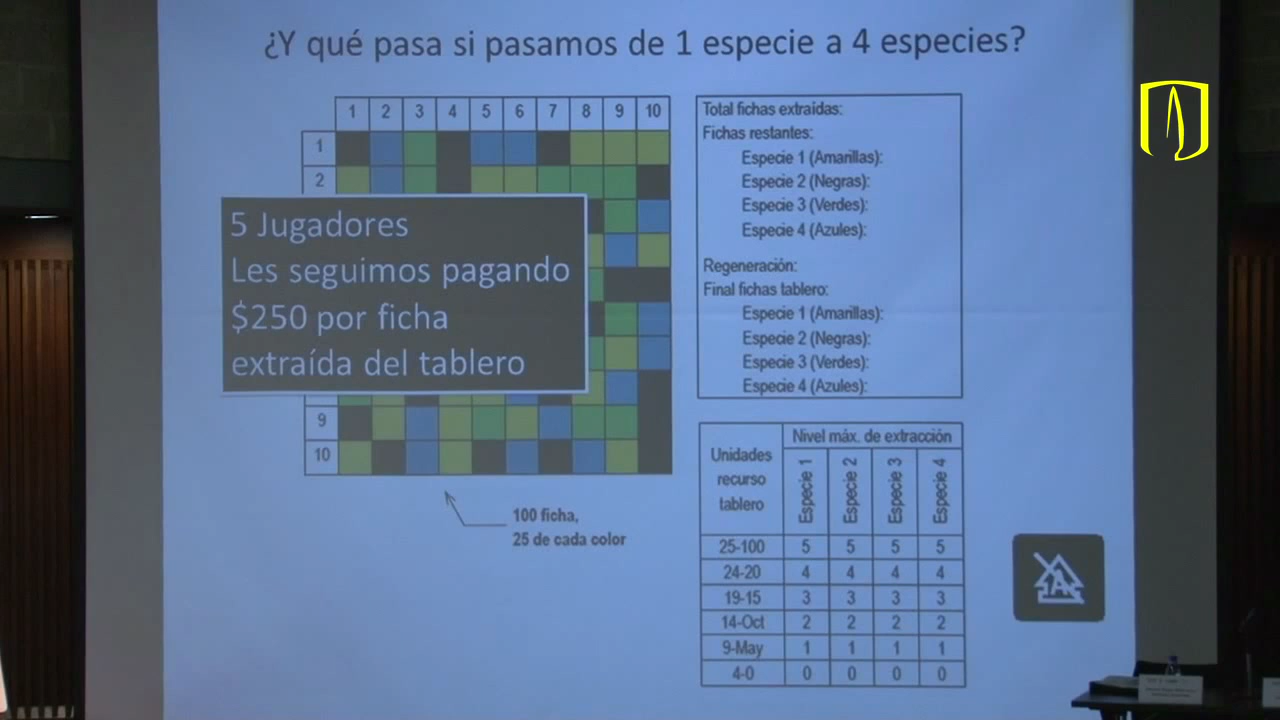 ¿Y qué pasa si pasamos de 1 especie a 4 especies?
1 2 3 4 5 6 7 8 9 10
1
2
5 Jugadores
Les seguimos pagando
$250 por ficha
extraída del tablero
9
10
100 ficha,
25 de cada color
Total fichas extraídas:
Fichas restantes:
Especie 1 (Amarillas):
Especie 2 (Negras):
Especie 3 (Verdes):
Especie 4 (Azules):
Regeneración:
Final fichas tablero:
Especie 1 (Amarillas):
Especie 2 (Negras):
Especie 3 (Verdes):
Especie 4 (Azules):
Unidades recurso tablero
Nivel máx. de extracción
Especie 1 Especie 2 Especie 3 Especie 4
25-100 5 5 5 5
24-20 4 4 4 4
19-15 3 3 3 3
14-Oct 2 2 2 2
9-May 1 1 1 1
4-0 0 0 0 0